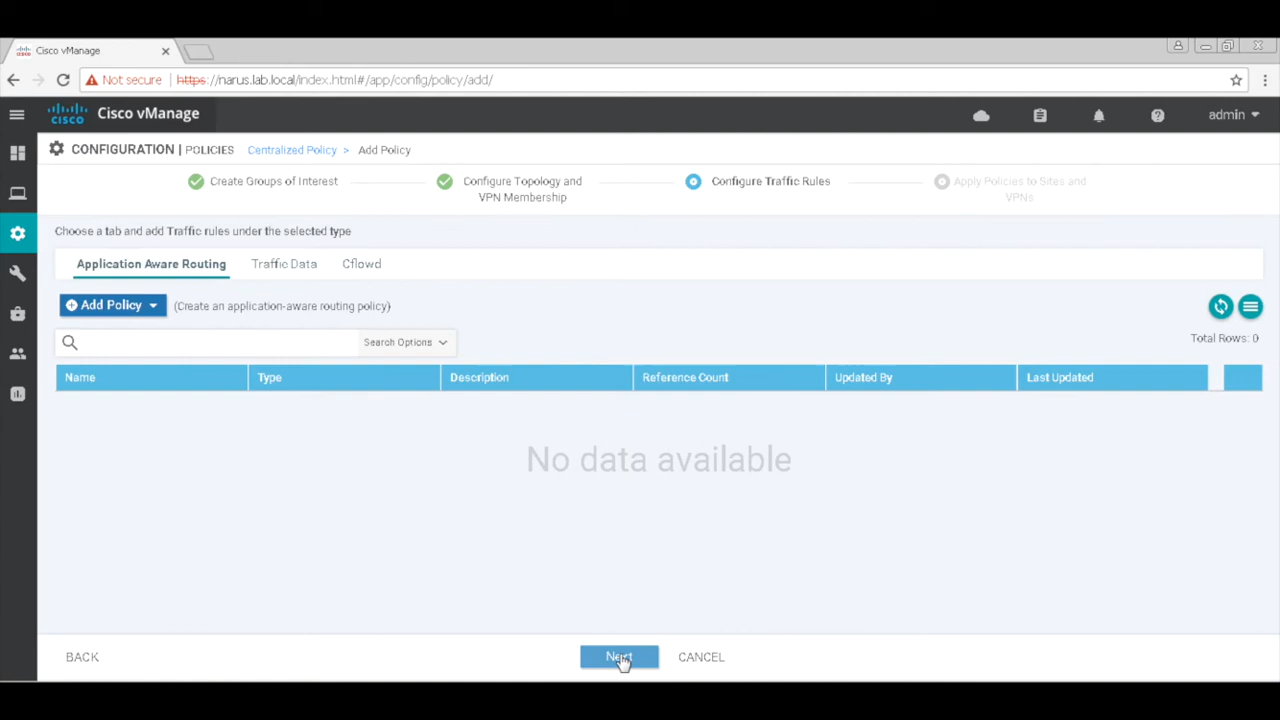 Cisco vManage
Not secure https://narus.lab.local/index.html#/app/config/policy/add/
CISCO Cisco vManage admin
CONFIGURATION | POLICIES Centralized Policy > Add Policy
Create Groups of Interest
Configure Topology and
VPN Membership
Configure Traffic Rules
Apply Policies to Sites and
VPNs
Choose a tab and add Traffic rules under the selected type
Application Aware Routing Traffic Data Cflowd
Add Policy (Create an application-aware routing policy)
Search Options
Total Rows: 0
Name Type Description Reference Count Updated By Last Updated
No data available
BACK Next CANCEL